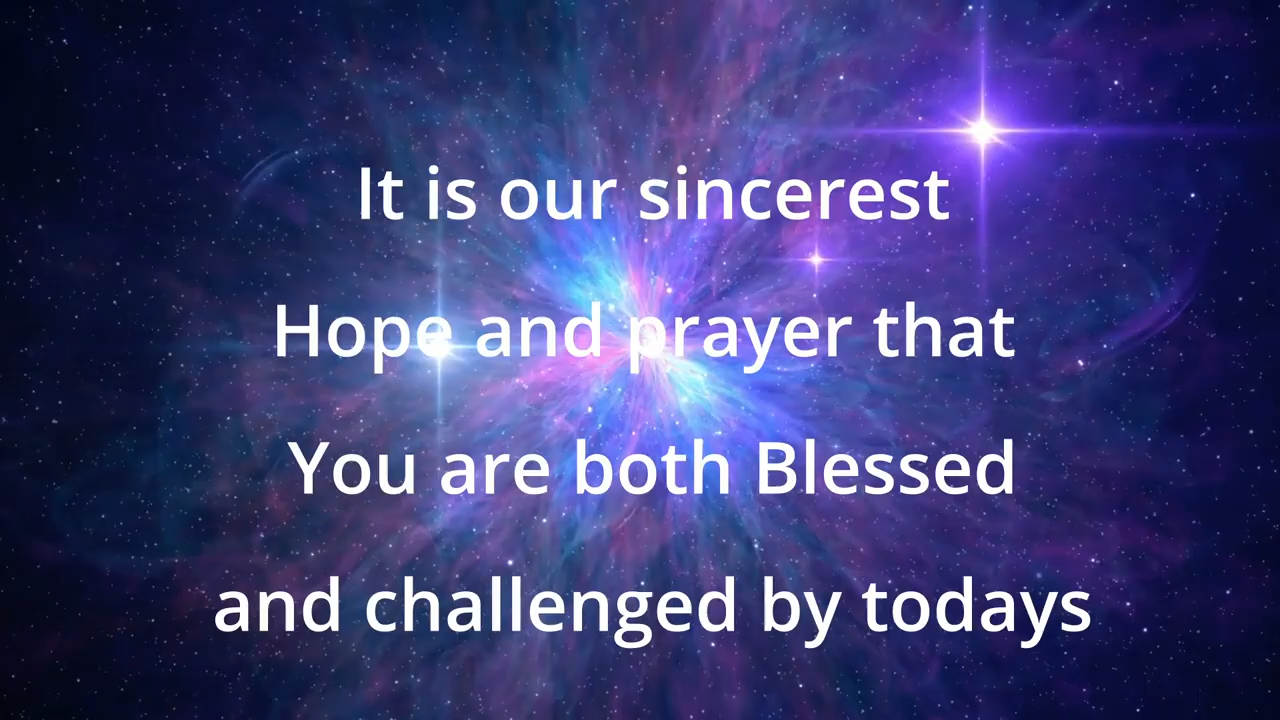 It is our sincerest
Hope and prayer that
You are both Blessed
and challenged by todays